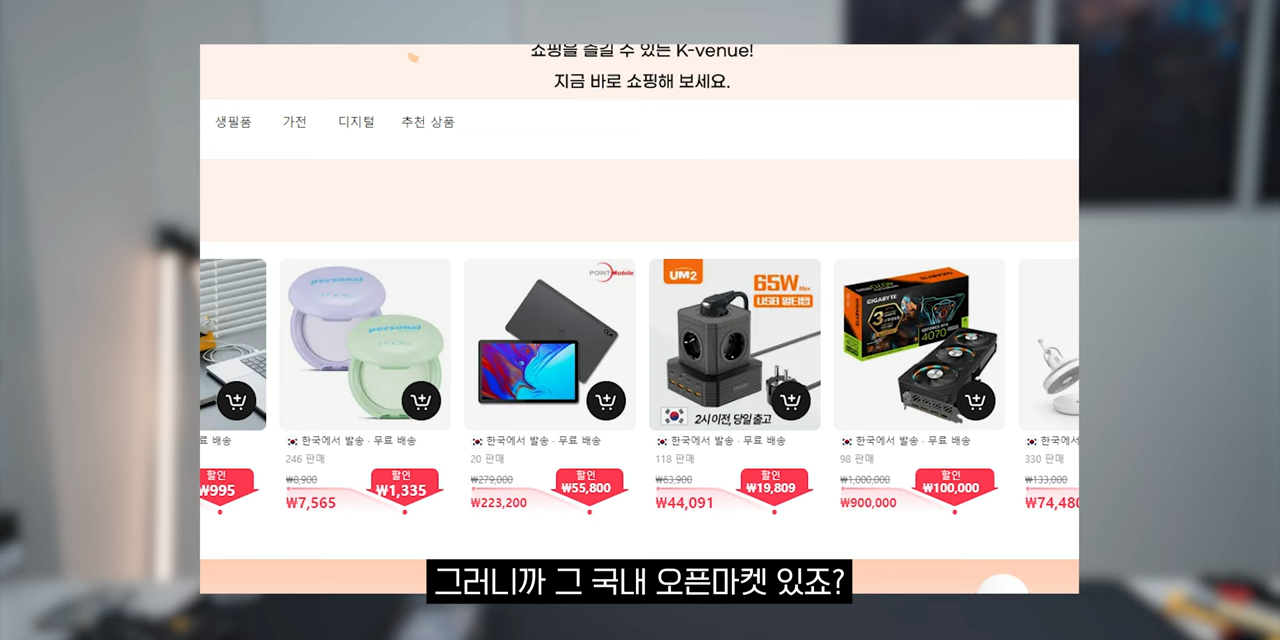 쇼핑을 즐길 수 있는 K-venue!
지금 바로 쇼핑해 보세요.
생필품 가전 디지털 추천 상품
personal
personal
POINT Mobile
UM2
65W Max
USB 멀티탭
2시 이전, 당일 출고
GIGABYTE
3
GEFORCE RTX
4070
료 배송
한국에서 발송 · 무료 배송
한국에서 발송 · 무료 배송
한국에서 발송 · 무료 배송
한국에서 발송 · 무료 배송
한국에서
246 판매
20 판매
118 판매
98 판매
330 판매
할인
₩995
₩8,900
할인
₩1,335
₩7,565
₩279,000
할인
₩55,800
₩223,200
₩63,900
할인
₩19,809
₩44,091
₩1,000,000
할인
₩100,000
₩900,000
₩133,000
₩74,480
그러니까 그 국내 오픈마켓 있죠?